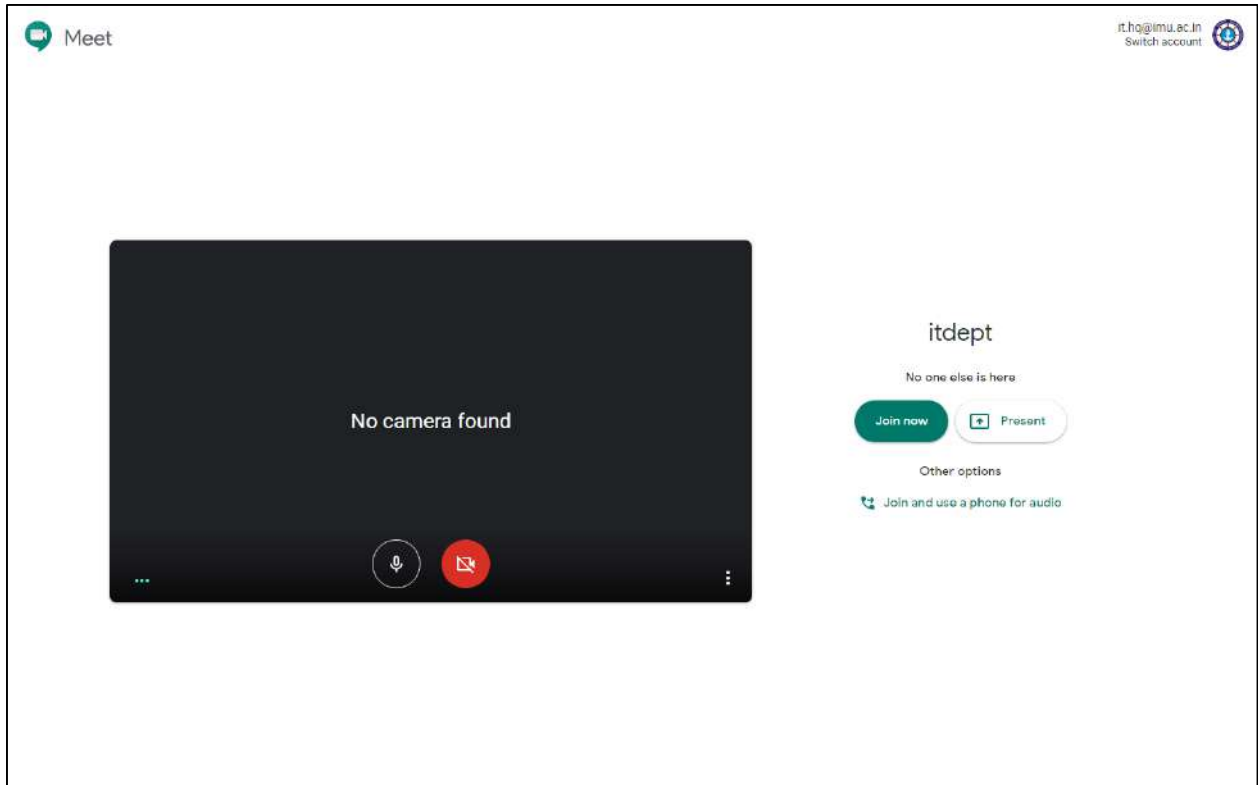 Meet
it.hq@imu.ac.in
Switch account
No camera found
itdept
No one else is here
Join now
Present
Other options
Join and use a phone for audio